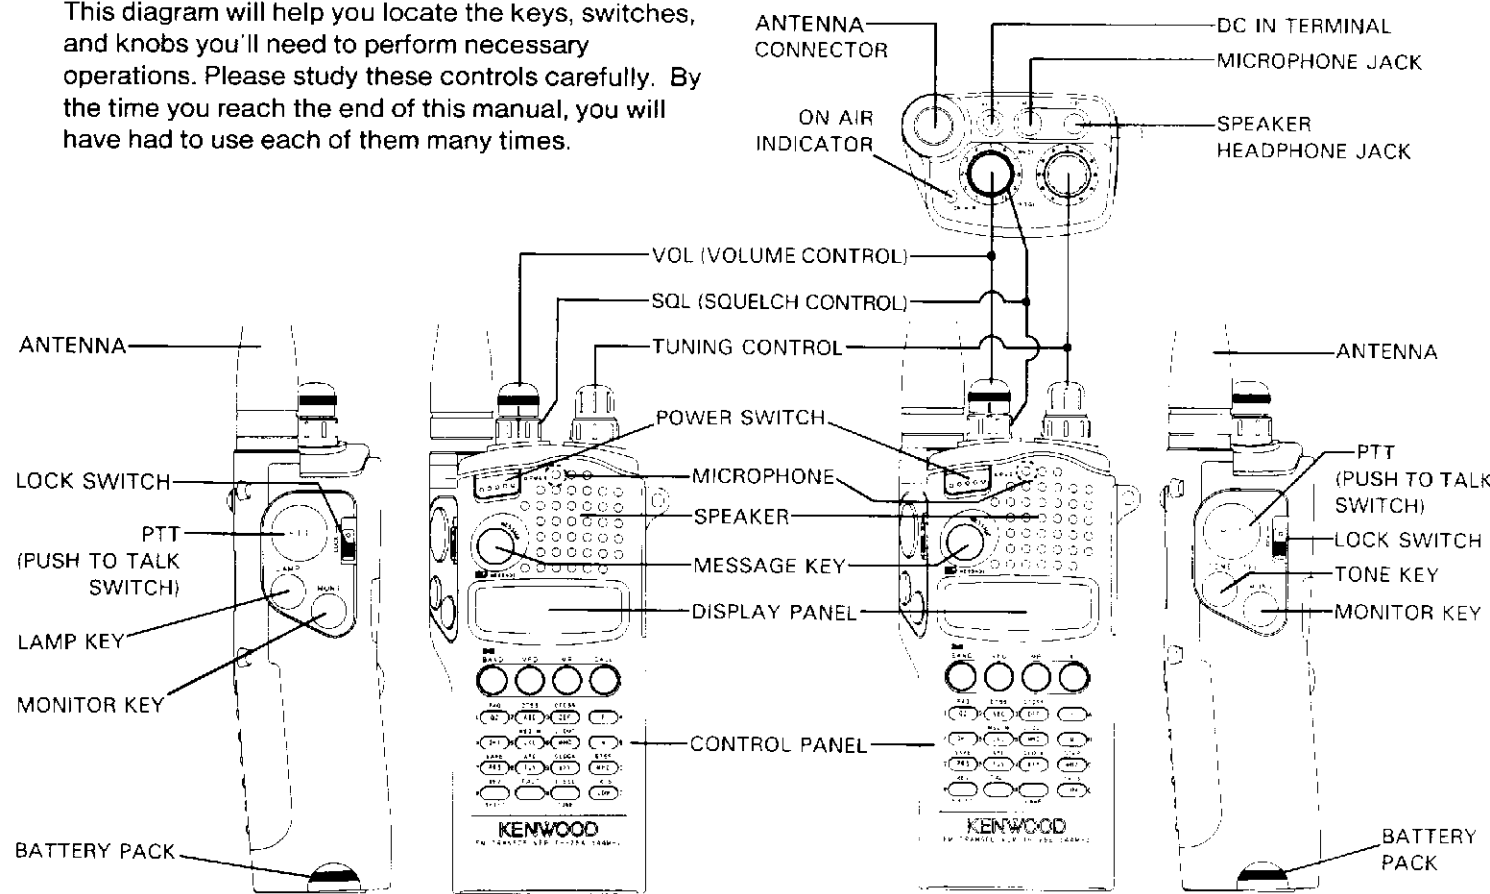 This diagram will help you locate the keys, switches,
and knobs you'll need to perform necessary
operations. Please study these controls carefully. By
the time you reach the end of this manual, you will
have had to use each of them many times.
ANTENNA
CONNECTOR
DC IN TERMINAL
MICROPHONE JACK
ON AIR
INDICATOR
SPEAKER
HEADPHONE JACK
VOL (VOLUME CONTROL)
SQL (SQUELCH CONTROL)
TUNING CONTROL
ANTENNA
ANTENNA
POWER SWITCH
MICROPHONE
SPEAKER
MESSAGE KEY
DISPLAY PANEL
CONTROL PANEL
LOCK SWITCH
PTT
(PUSH TO TALK
SWITCH)
LAMP KEY
MONITOR KEY
BATTERY PACK
PTT
(PUSH TO TALK
SWITCH)
LOCK SWITCH
TONE KEY
MONITOR KEY
BATTERY
PACK
LAMP
MONI
MESSAGE
BAND
KENWOOD
KENWOOD